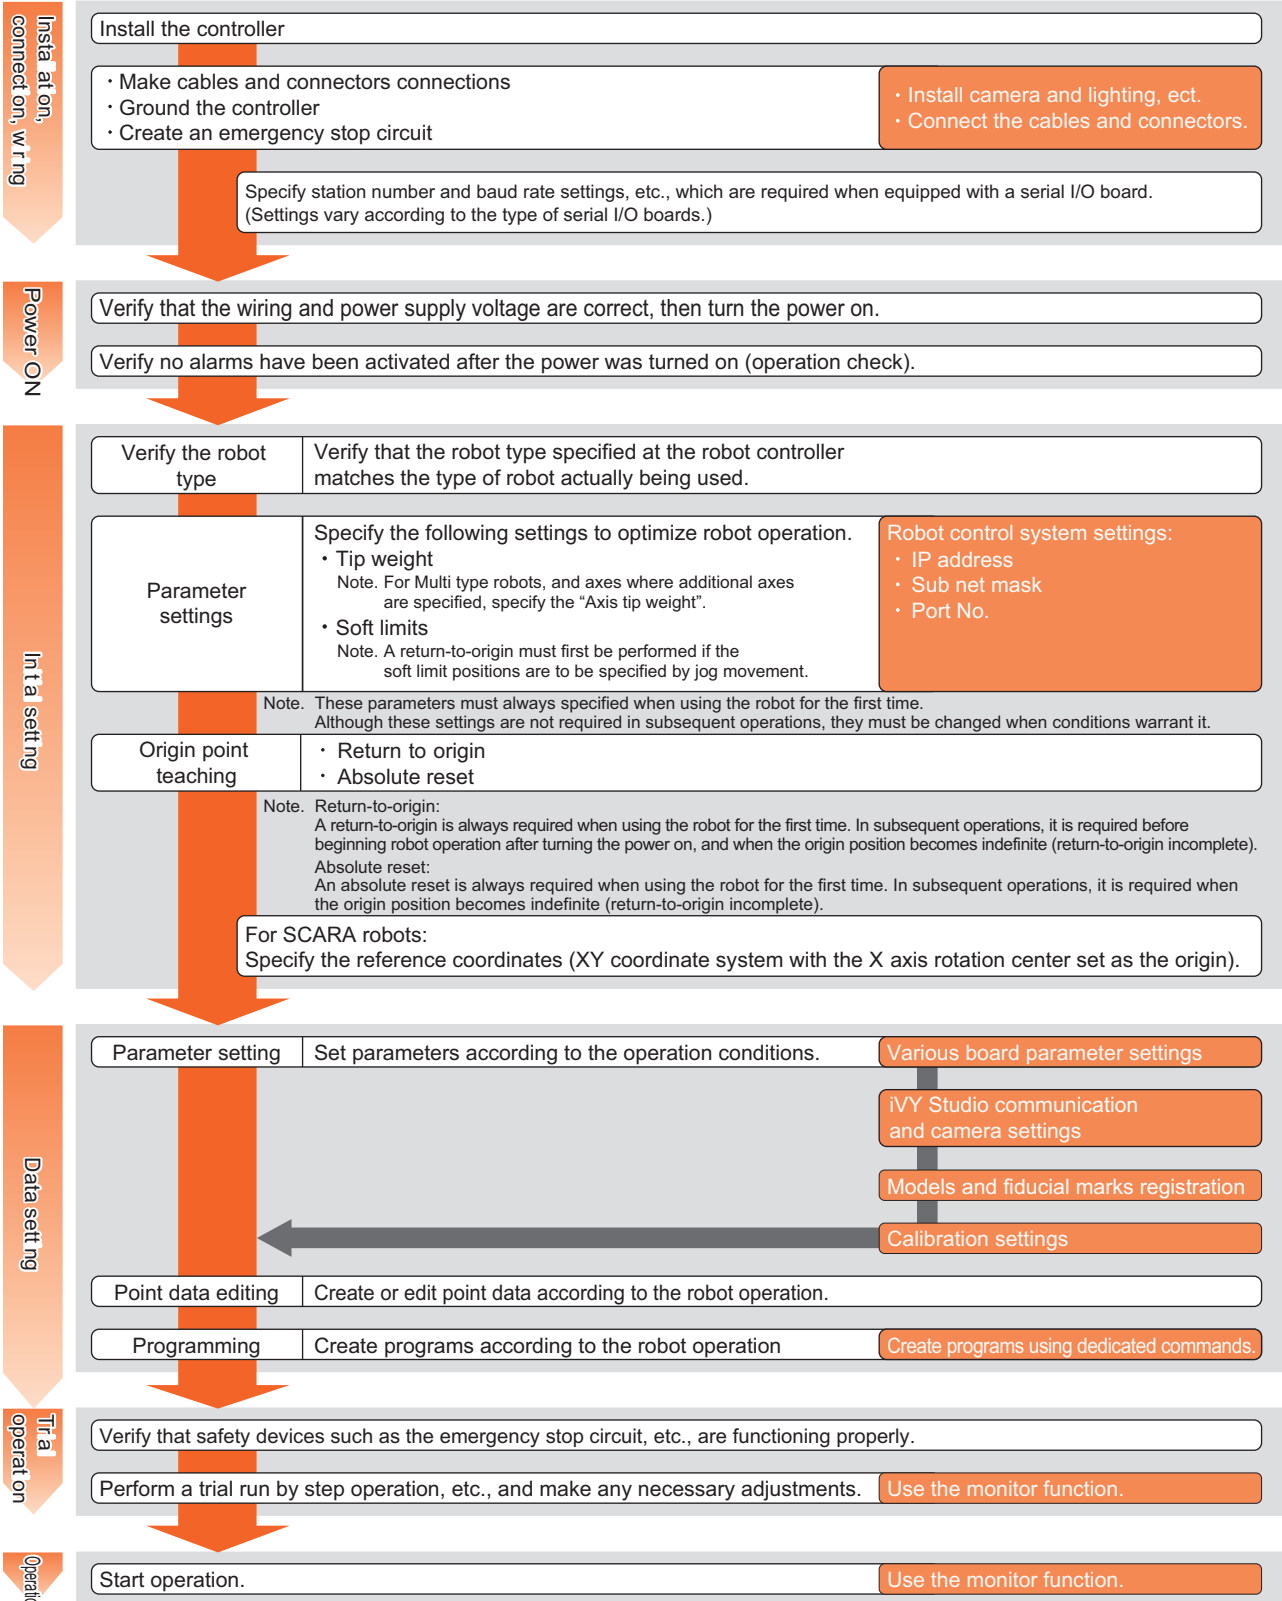 Installation,
connection, wiring
Install the controller
・Make cables and connectors connections
・Ground the controller
・Create an emergency stop circuit
・Install camera and lighting, ect.
・Connect the cables and connectors.
Specify station number and baud rate settings, etc., which are required when equipped with a serial I/O board.
(Settings vary according to the type of serial I/O boards.)
Power ON
Verify that the wiring and power supply voltage are correct, then turn the power on.
Verify no alarms have been activated after the power was turned on (operation check).
Initial setting
Verify the robot
type
Verify that the robot type specified at the robot controller
matches the type of robot actually being used.
Parameter
settings
Specify the following settings to optimize robot operation.
・Tip weight
Note. For Multi type robots, and axes where additional axes
are specified, specify the “Axis tip weight”.
・Soft limits
Note. A return-to-origin must first be performed if the
soft limit positions are to be specified by jog movement.
Robot control system settings:
・ IP address
・ Sub net mask
・ Port No.
Note. These parameters must always specified when using the robot for the first time.
Although these settings are not required in subsequent operations, they must be changed when conditions warrant it.
Origin point
teaching
・ Return to origin
・ Absolute reset
Note. Return-to-origin:
A return-to-origin is always required when using the robot for the first time. In subsequent operations, it is required before
beginning robot operation after turning the power on, and when the origin position becomes indefinite (return-to-origin incomplete).
Absolute reset:
An absolute reset is always required when using the robot for the first time. In subsequent operations, it is required when
the origin position becomes indefinite (return-to-origin incomplete).
For SCARA robots:
Specify the reference coordinates (XY coordinate system with the X axis rotation center set as the origin).
Data setting
Parameter setting
Set parameters according to the operation conditions.
Various board parameter settings
iVY Studio communication
and camera settings
Models and fiducial marks registration
Calibration settings
Point data editing
Create or edit point data according to the robot operation.
Programming
Create programs according to the robot operation
Create programs using dedicated commands.
Trial
operation
Verify that safety devices such as the emergency stop circuit, etc., are functioning properly.
Perform a trial run by step operation, etc., and make any necessary adjustments.
Use the monitor function.
Operatio
Start operation.
Use the monitor function.